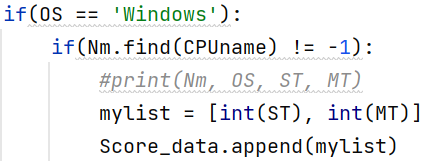 if(OS == 'Windows'):
if(Nm.find(CPUname) != -1):
#print(Nm, OS, ST, MT)
mylist = [int(ST), int(MT)]
Score_data.append(mylist)